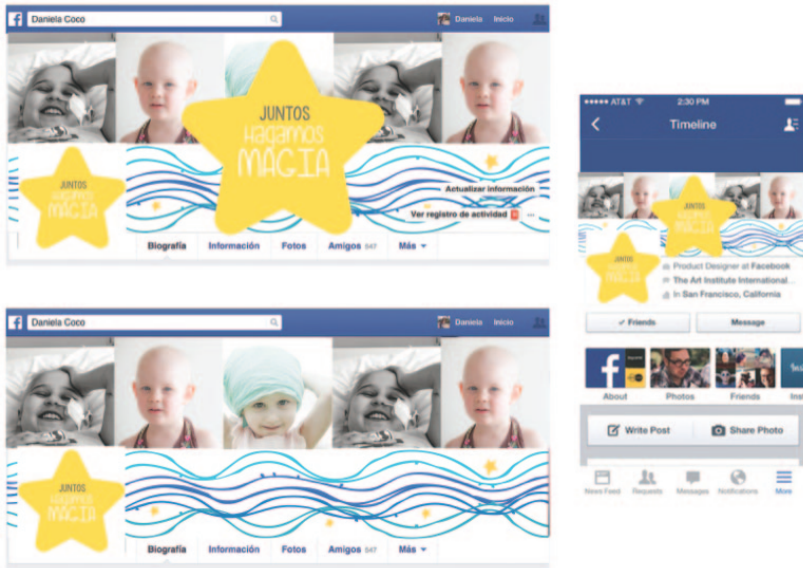 Daniela Coco
Daniela Inicio
JUNTOS
Hagamos
MAGIA
JUNTOS
Hagamos
MAGIA
Actualizar información
Ver registro de actividad
Biografía Información Fotos Amigos 547 Más
Daniela Coco
Daniela Inicio
JUNTOS
Hagamos
MAGIA
Biografía Información Fotos Amigos 547 Más
AT&T 2:30 PM
Timeline
JUNTOS
Hagamos
MAGIA
JUNTOS
Hagamos
MAGIA
Product Designer at Facebook
The Art Institute International...
In San Francisco, California
Friends Message
About Photos Friends
Write Post Share Photo
News Feed Requests Messages Notifications More